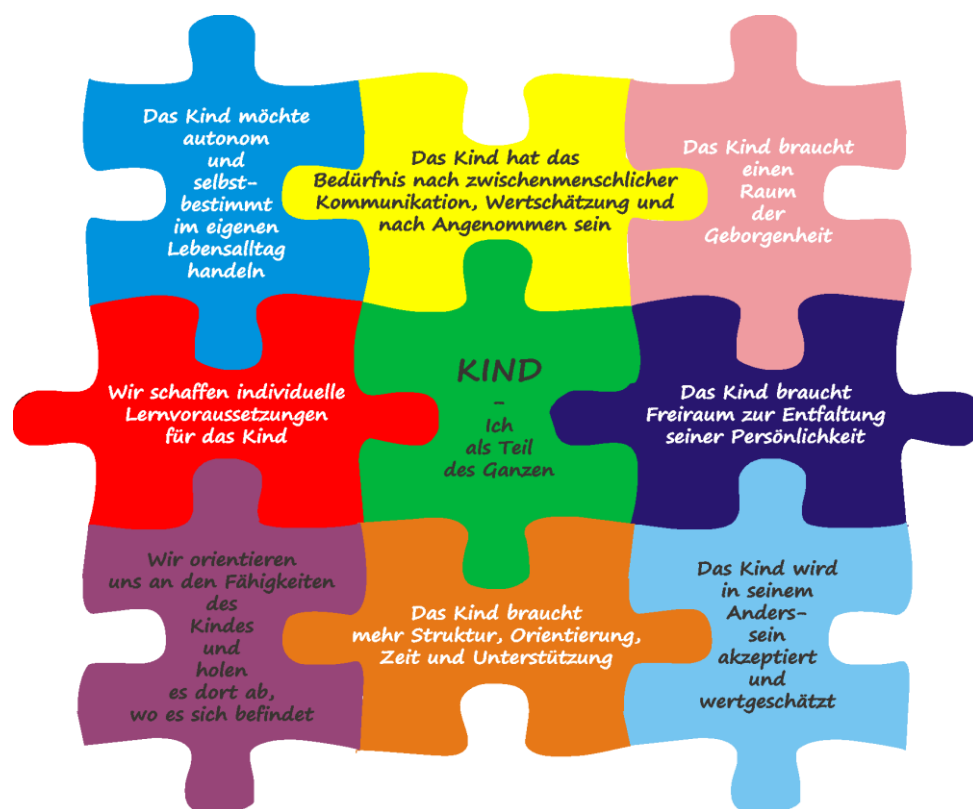 Das Kind möchte
autonom
und
selbst-
bestimmt
im eigenen
Lebensalltag
handeln
Das Kind hat das
Bedürfnis nach zwischenmenschlicher
Kommunikation, Wertschätzung und
nach Angenommen sein
Das Kind braucht
einen
Raum
der
Geborgenheit
Wir schaffen individuelle
Lernvoraussetzungen
für das Kind
KIND
-
Ich
als Teil
des Ganzen
Das Kind braucht
Freiraum zur Entfaltung
seiner Persönlichkeit
Wir orientieren
uns an den Fähigkeiten
des
Kindes
und
holen
es dort ab,
wo es sich befindet
Das Kind braucht
mehr Struktur, Orientierung,
Zeit und Unterstützung
Das Kind wird
in seinem
Anders-
sein
akzeptiert
und
wertgeschätzt